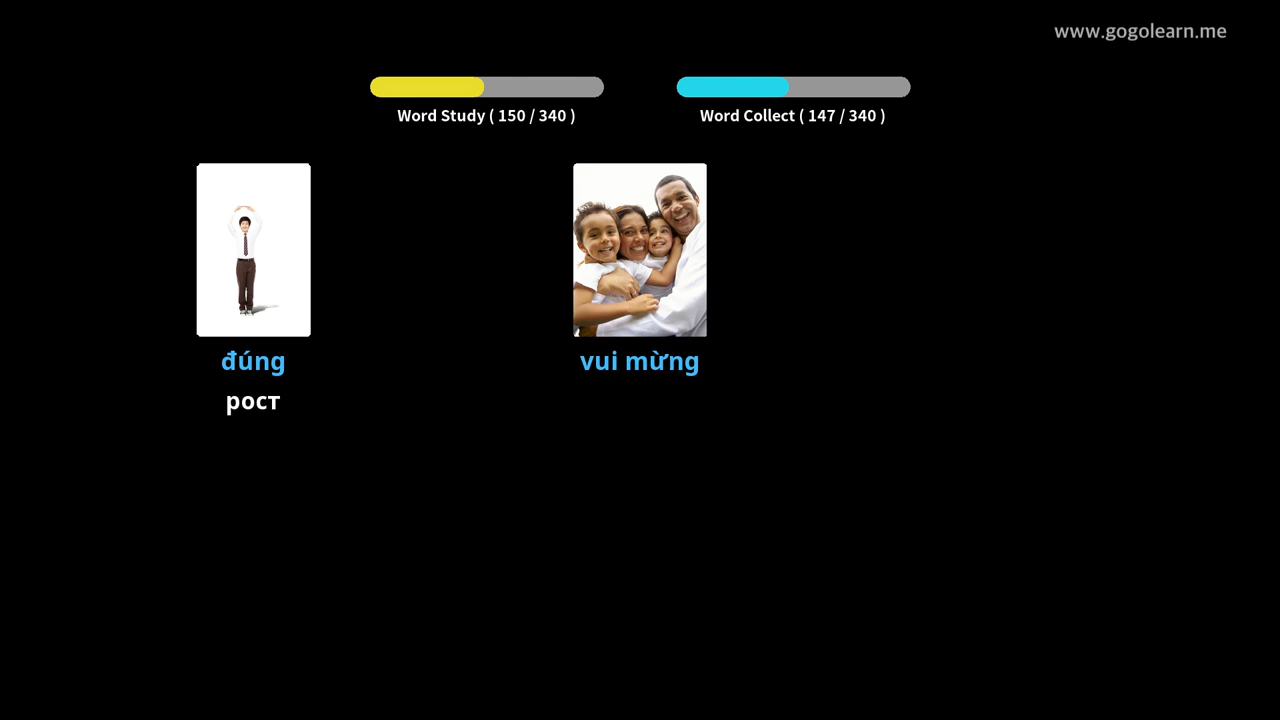 www.gogolearn.me
Word Study ( 150 / 340 )
Word Collect ( 147 / 340 )
đúng
рост
vui mừng